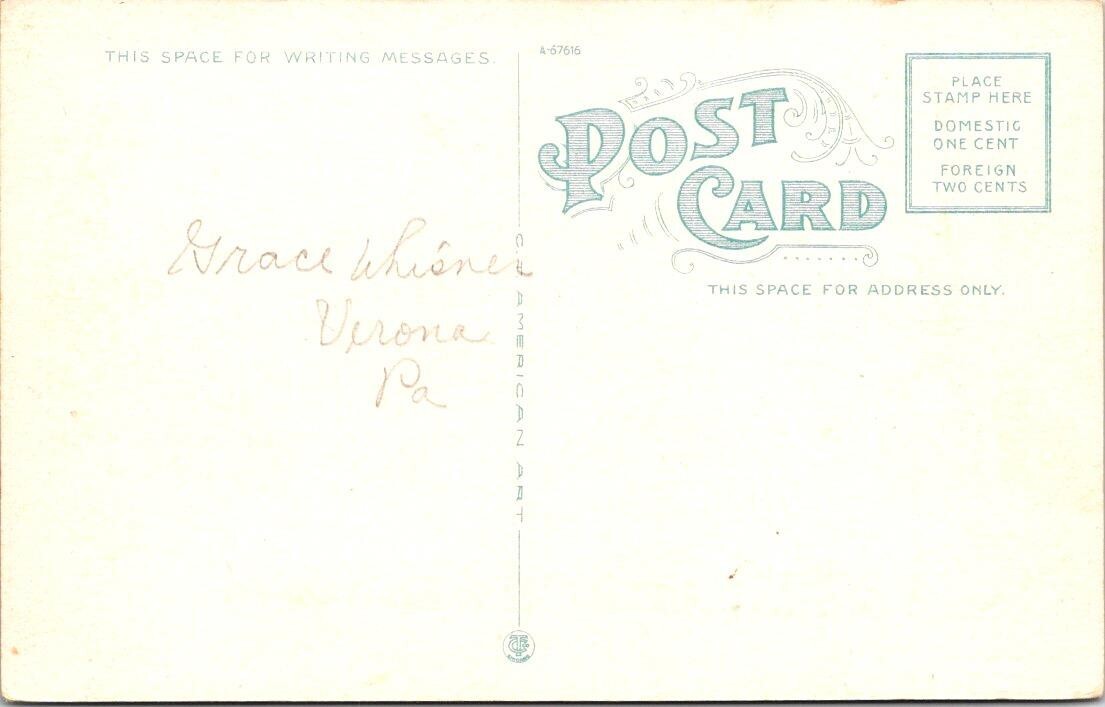 THIS SPACE FOR WRITING MESSAGES.
A-67616
POST
CARD
PLACE
STAMP HERE
DOMESTIC
ONE CENT
FOREIGN
TWO CENTS
THIS SPACE FOR ADDRESS ONLY.
Grace Whisner
Verona
Pa
C.T. AMERICAN ART